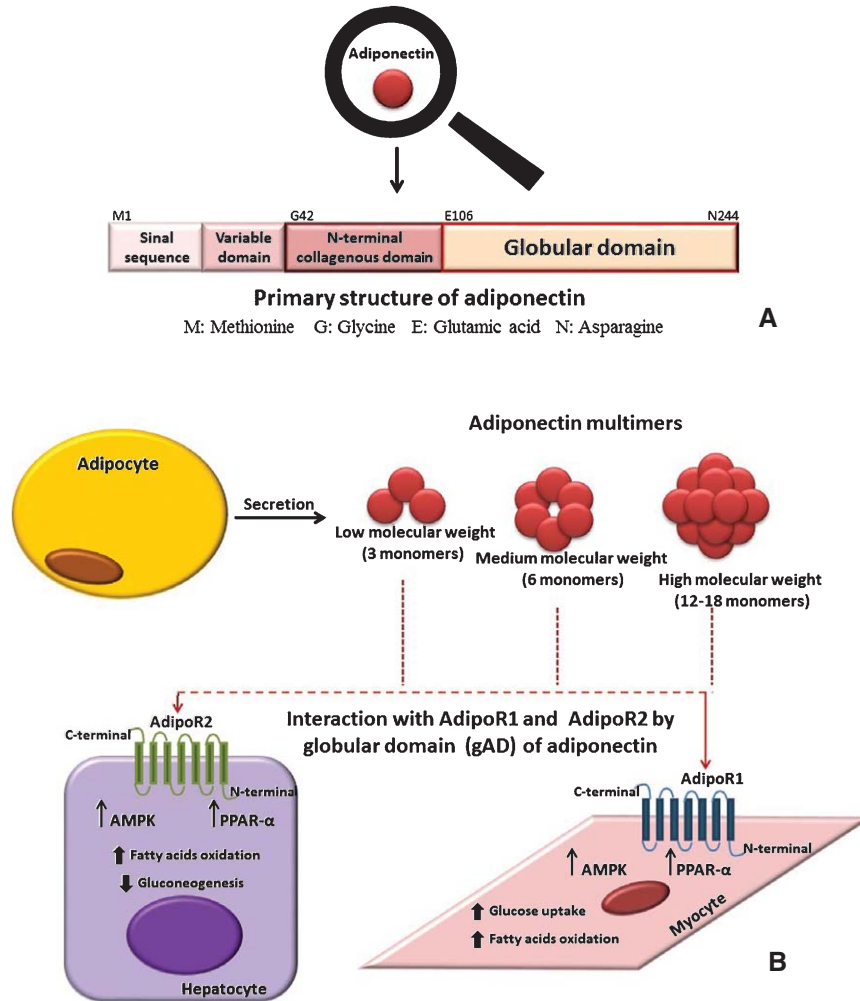 Adiponectin
M1 G42 E106 N244
Sinal sequence
Variable domain
N-terminal collagenous domain
Globular domain
Primary structure of adiponectin
M: Methionine G: Glycine E: Glutamic acid N: Asparagine
A
Adiponectin multimers
Adipocyte
Secretion
Low molecular weight
(3 monomers)
Medium molecular weight
(6 monomers)
High molecular weight
(12-18 monomers)
Interaction with AdipoR1 and AdipoR2 by
globular domain (gAD) of adiponectin
AdipoR2
C-terminal
N-terminal
↑ AMPK ↑ PPAR-α
↑ Fatty acids oxidation
↓ Gluconeogenesis
Hepatocyte
AdipoR1
C-terminal
N-terminal
↑ AMPK ↑ PPAR-α
↑ Glucose uptake
↑ Fatty acids oxidation
Myocyte
B